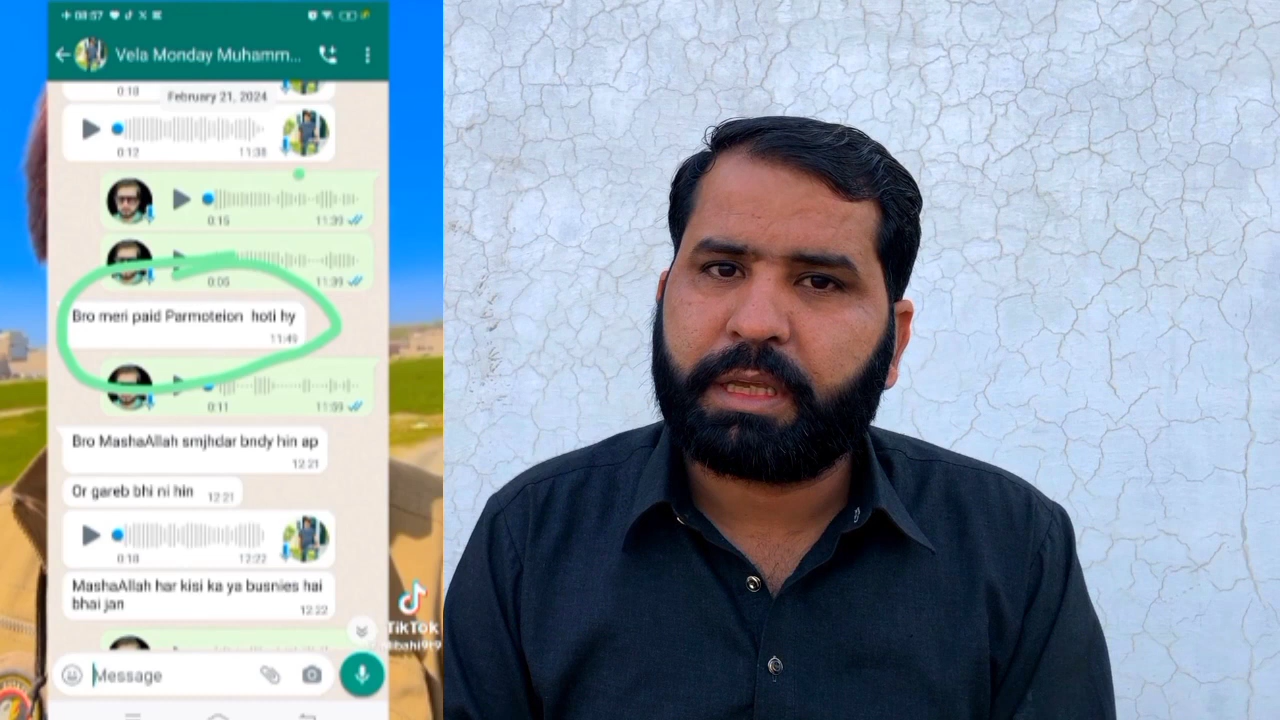 08:57
Vela Monday Muhamm...
0:18
February 21, 2024
0:12 11:38
0:15 11:39
0:05 11:39
Bro meri paid Parmoteion hoti hy
11:49
0:11 11:59
Bro MashaAllah smjhdar bndy hin ap
12:21
Or gareb bhi ni hin 12:21
0:18 12:22
MashaAllah har kisi ka ya busnies hai
bhai jan 12:22
TikTok
Message